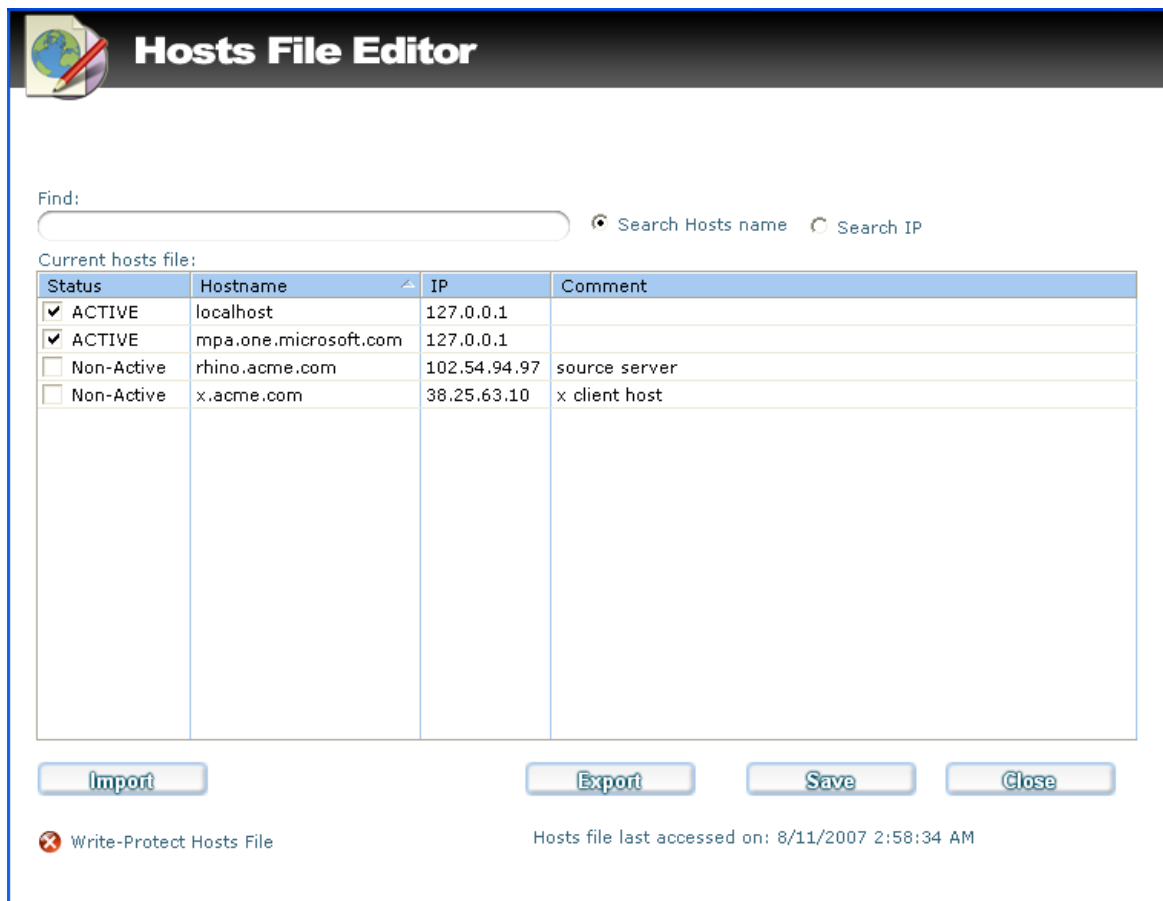 Hosts File Editor
Find:
Search Hosts name Search IP
Current hosts file:
Status Hostname IP Comment
ACTIVE localhost 127.0.0.1
ACTIVE mpa.one.microsoft.com 127.0.0.1
Non-Active rhino.acme.com 102.54.94.97 source server
Non-Active x.acme.com 38.25.63.10 x client host
Import Export Save Close
Write-Protect Hosts File Hosts file last accessed on: 8/11/2007 2:58:34 AM